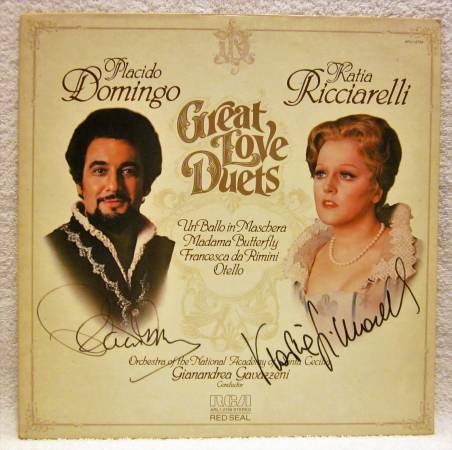 Placido
Domingo
Katia
Ricciarelli
Great
Love
Duets
Un Ballo in Maschera
Madama Butterfly
Francesca da Rimini
Otello
Orchestra of the National Academy of Santa Cecilia
Gianandrea Gavazzeni
Conductor
RCA
STEREO
RED SEAL